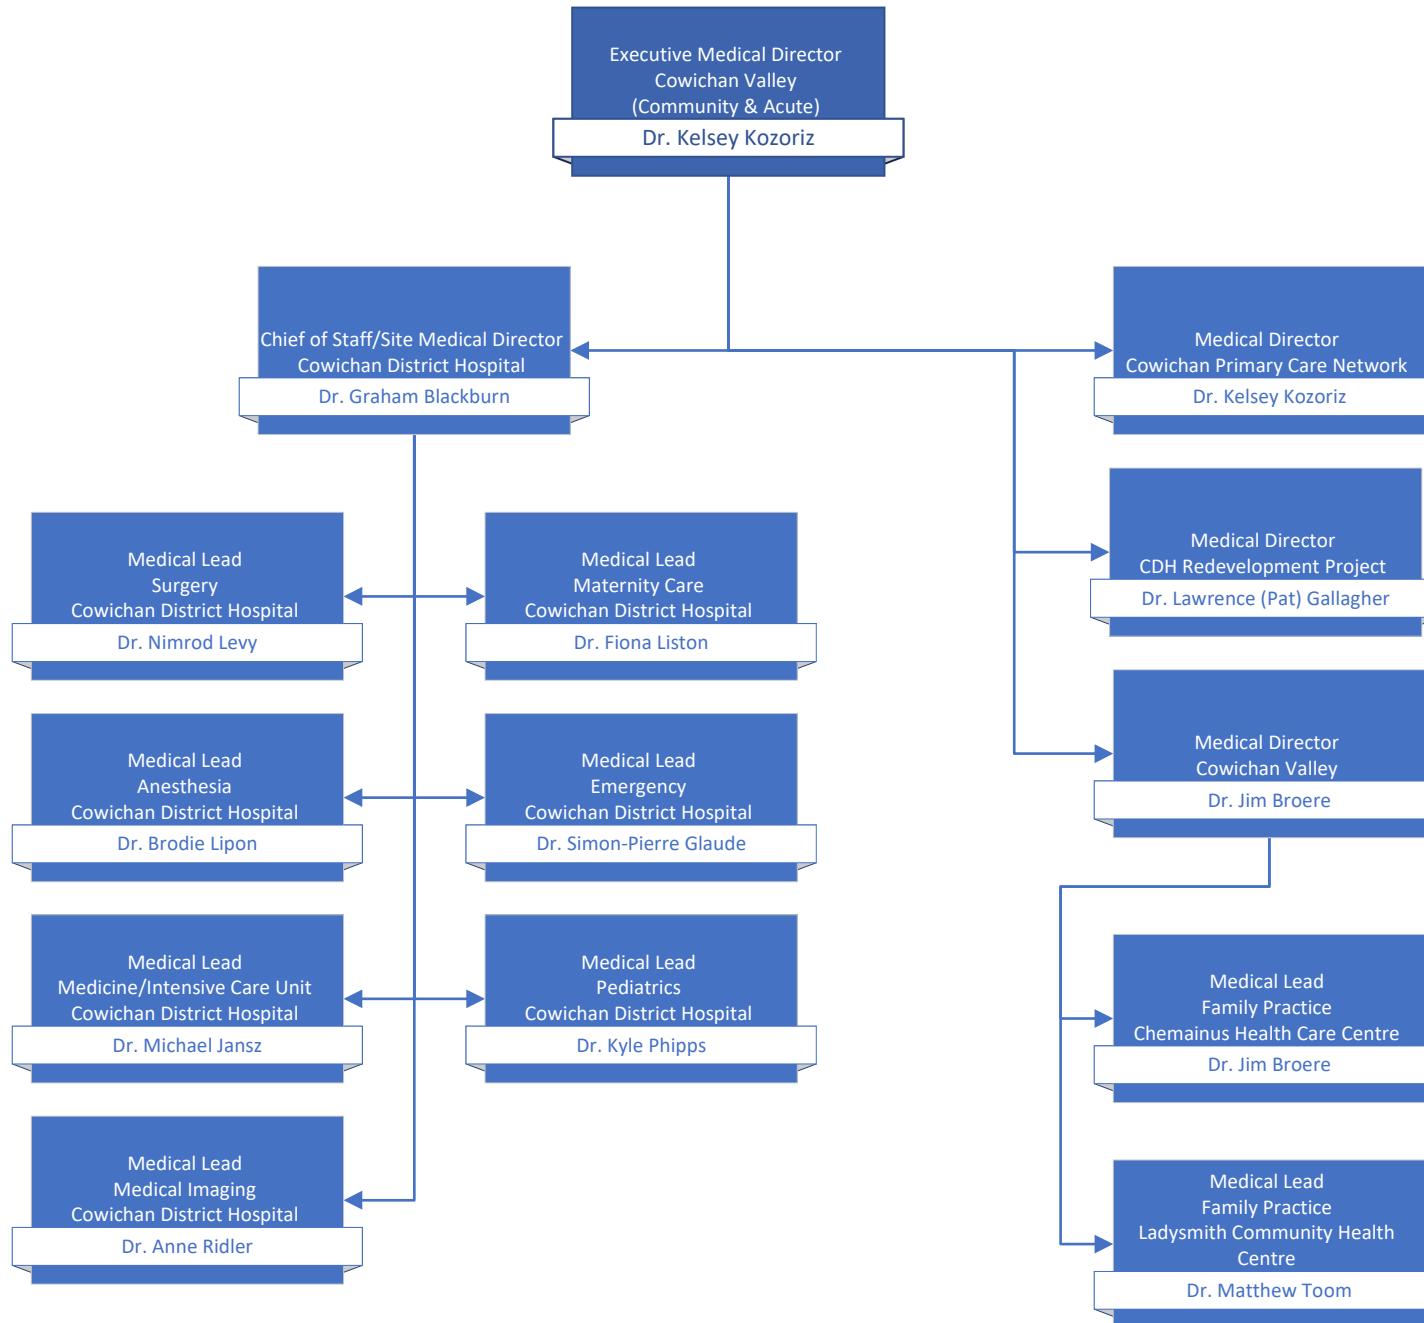 Executive Medical Director
Cowichan Valley
(Community & Acute)
Dr. Kelsey Kozoriz
Chief of Staff/Site Medical Director
Cowichan District Hospital
Dr. Graham Blackburn
Medical Director
Cowichan Primary Care Network
Dr. Kelsey Kozoriz
Medical Director
CDH Redevelopment Project
Dr. Lawrence (Pat) Gallagher
Medical Lead
Surgery
Cowichan District Hospital
Dr. Nimrod Levy
Medical Lead
Maternity Care
Cowichan District Hospital
Dr. Fiona Liston
Medical Director
Cowichan Valley
Dr. Jim Broere
Medical Lead
Anesthesia
Cowichan District Hospital
Dr. Brodie Lipon
Medical Lead
Emergency
Cowichan District Hospital
Dr. Simon-Pierre Glaude
Medical Lead
Medicine/Intensive Care Unit
Cowichan District Hospital
Dr. Michael Jansz
Medical Lead
Pediatrics
Cowichan District Hospital
Dr. Kyle Phipps
Medical Lead
Family Practice
Chemainus Health Care Centre
Dr. Jim Broere
Medical Lead
Medical Imaging
Cowichan District Hospital
Dr. Anne Ridler
Medical Lead
Family Practice
Ladysmith Community Health
Centre
Dr. Matthew Toom